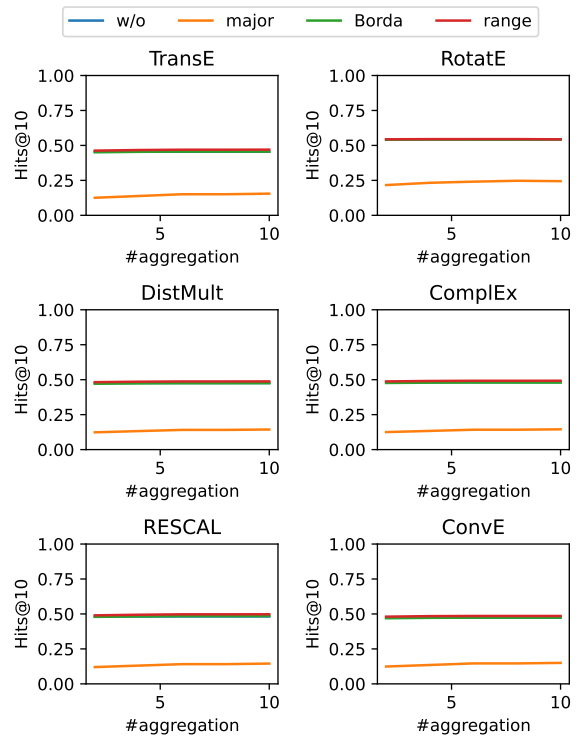 w/o major Borda range
TransE RotatE
1.00 1.00
0.75 0.75
0.50 0.50
0.25 0.25
0.00 0.00
Hits@10 Hits@10
5 10 5 10
#aggregation #aggregation
DistMult ComplEx
1.00 1.00
0.75 0.75
0.50 0.50
0.25 0.25
0.00 0.00
Hits@10 Hits@10
5 10 5 10
#aggregation #aggregation
RESCAL ConvE
1.00 1.00
0.75 0.75
0.50 0.50
0.25 0.25
0.00 0.00
Hits@10 Hits@10
5 10 5 10
#aggregation #aggregation